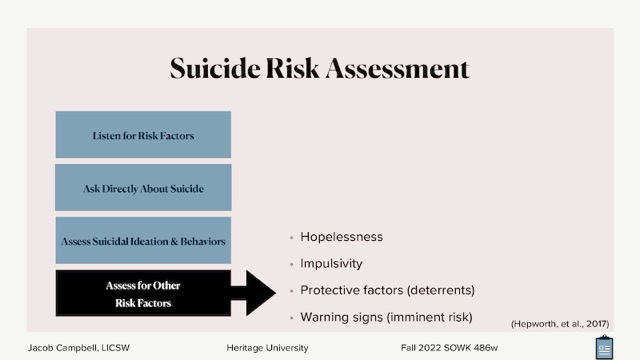 Suicide Risk Assessment
Listen for Risk Factors
Ask Directly About Suicide
Assess Suicidal Ideation & Behaviors
Assess for Other
Risk Factors
• Hopelessness
• Impulsivity
• Protective factors (deterrents)
• Warning signs (imminent risk)
(Hepworth, et al., 2017)
Jacob Campbell, LICSW
Heritage University
Fall 2022 SOWK 486w